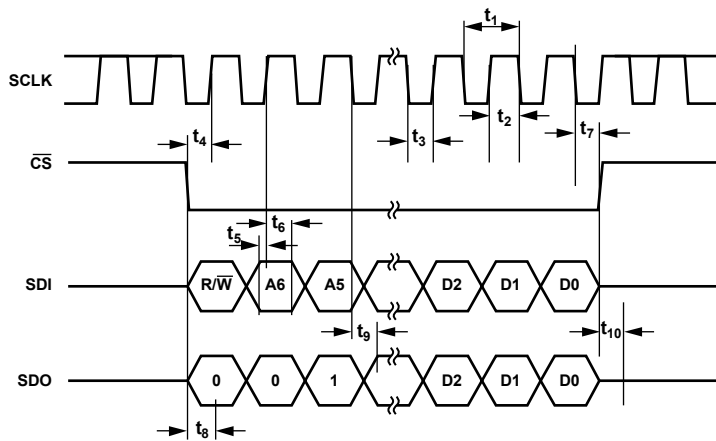 t1
SCLK
t4
t3
t2
t7
CS
t5
t6
SDI
R/W
A6
A5
D2
D1
D0
t9
t10
SDO
0
0
1
D2
D1
D0
t8